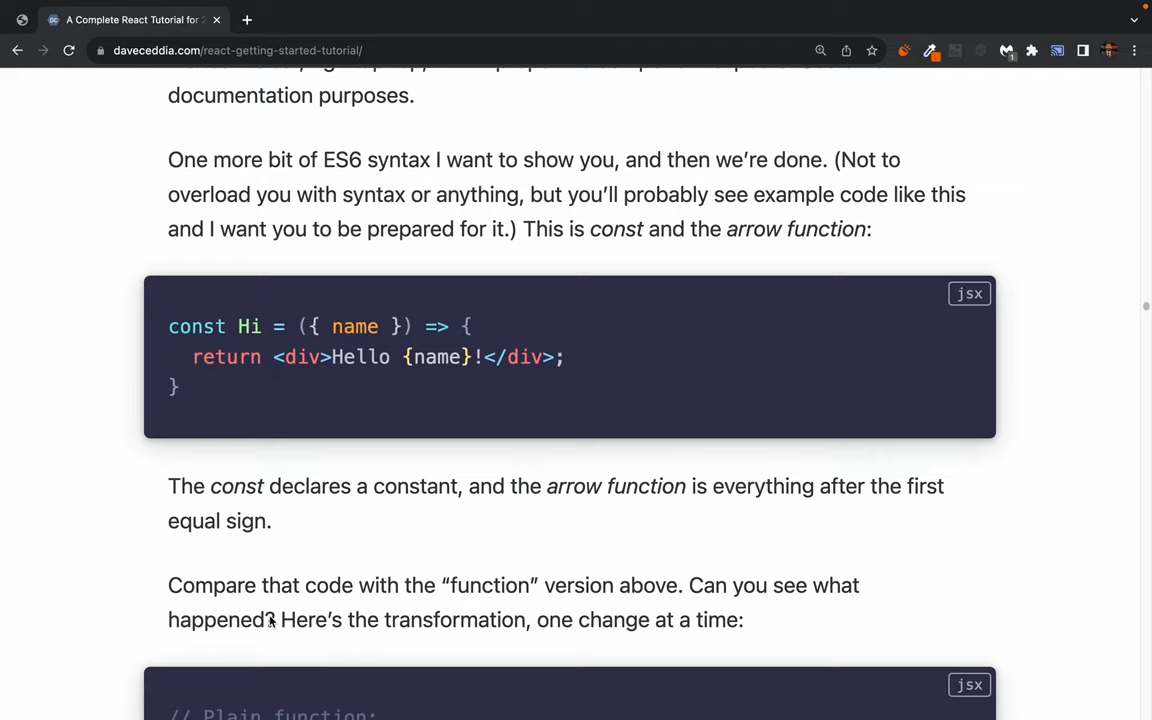 A Complete React Tutorial for 2
daveceddia.com/react-getting-started-tutorial/
documentation purposes.
One more bit of ES6 syntax I want to show you, and then we’re done. (Not to
overload you with syntax or anything, but you’ll probably see example code like this
and I want you to be prepared for it.) This is const and the arrow function:
jsx
const Hi = ({ name }) => {
return <div>Hello {name}!</div>;
}
The const declares a constant, and the arrow function is everything after the first
equal sign.
Compare that code with the “function” version above. Can you see what
happened? Here’s the transformation, one change at a time:
jsx
// Plain function: